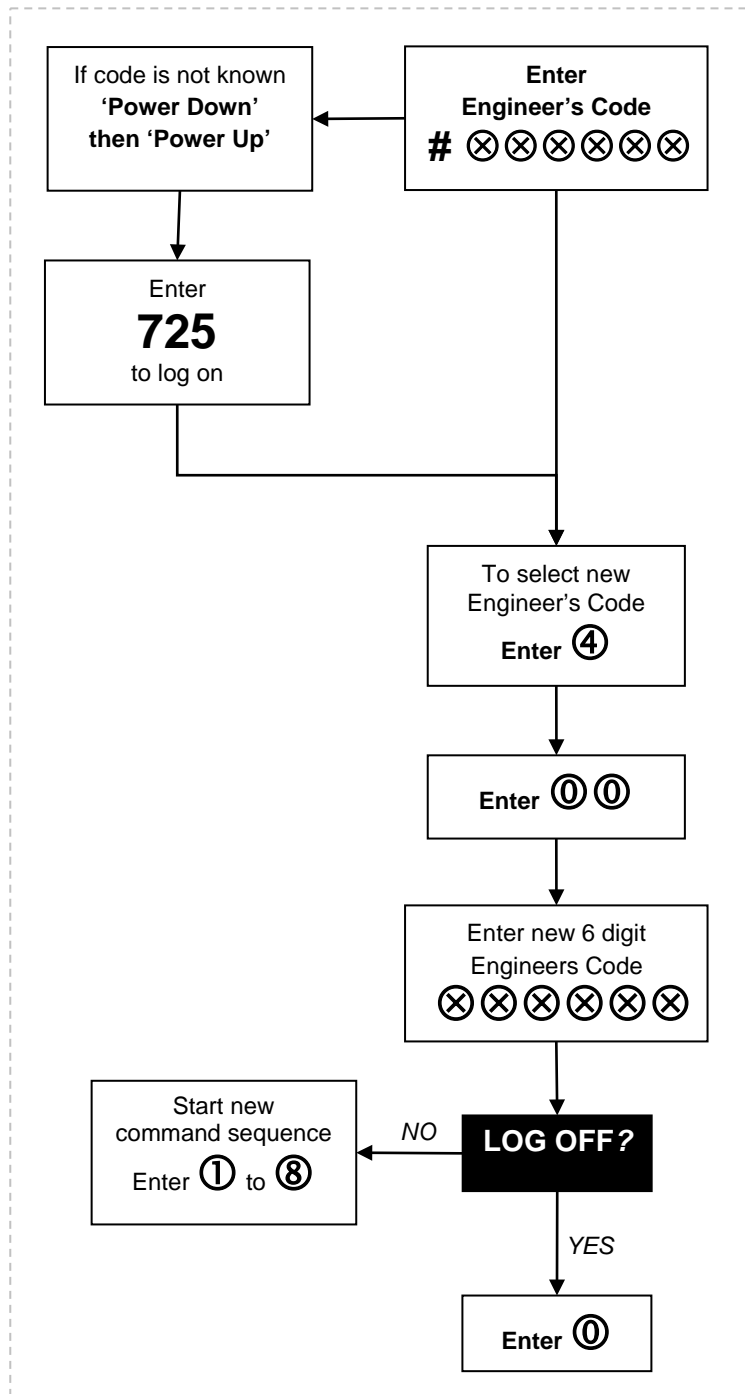 If code is not known
‘Power Down’
then ‘Power Up’
Enter
Engineer’s Code
# ⊗⊗⊗⊗⊗⊗
Enter
725
to log on
To select new
Engineer’s Code
Enter ④
Enter ⓪⓪
Enter new 6 digit
Engineers Code
⊗⊗⊗⊗⊗⊗
Start new
command sequence
Enter ① to ⑧
NO
LOG OFF?
YES
Enter ⓪